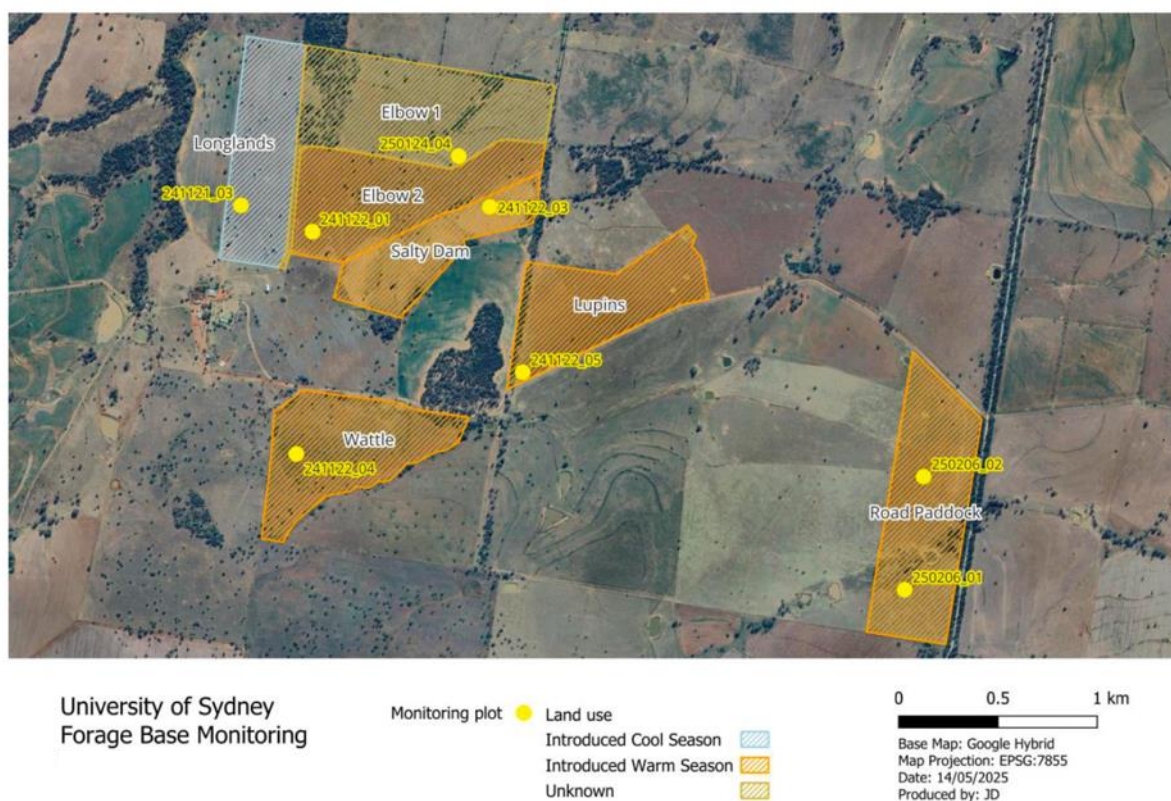 Elbow 1
Longlands
250124_04
241121_03
Elbow 2
241122_03
241122_01
Salty Dam
Lupins
241122_05
Wattle
241122_04
250206_02
Road Paddock
250206_01
University of Sydney
Forage Base Monitoring
Monitoring plot
Land use
Introduced Cool Season
Introduced Warm Season
Unknown
0 0.5 1 km
Base Map: Google Hybrid
Map Projection: EPSG:7855
Date: 14/05/2025
Produced by: JD